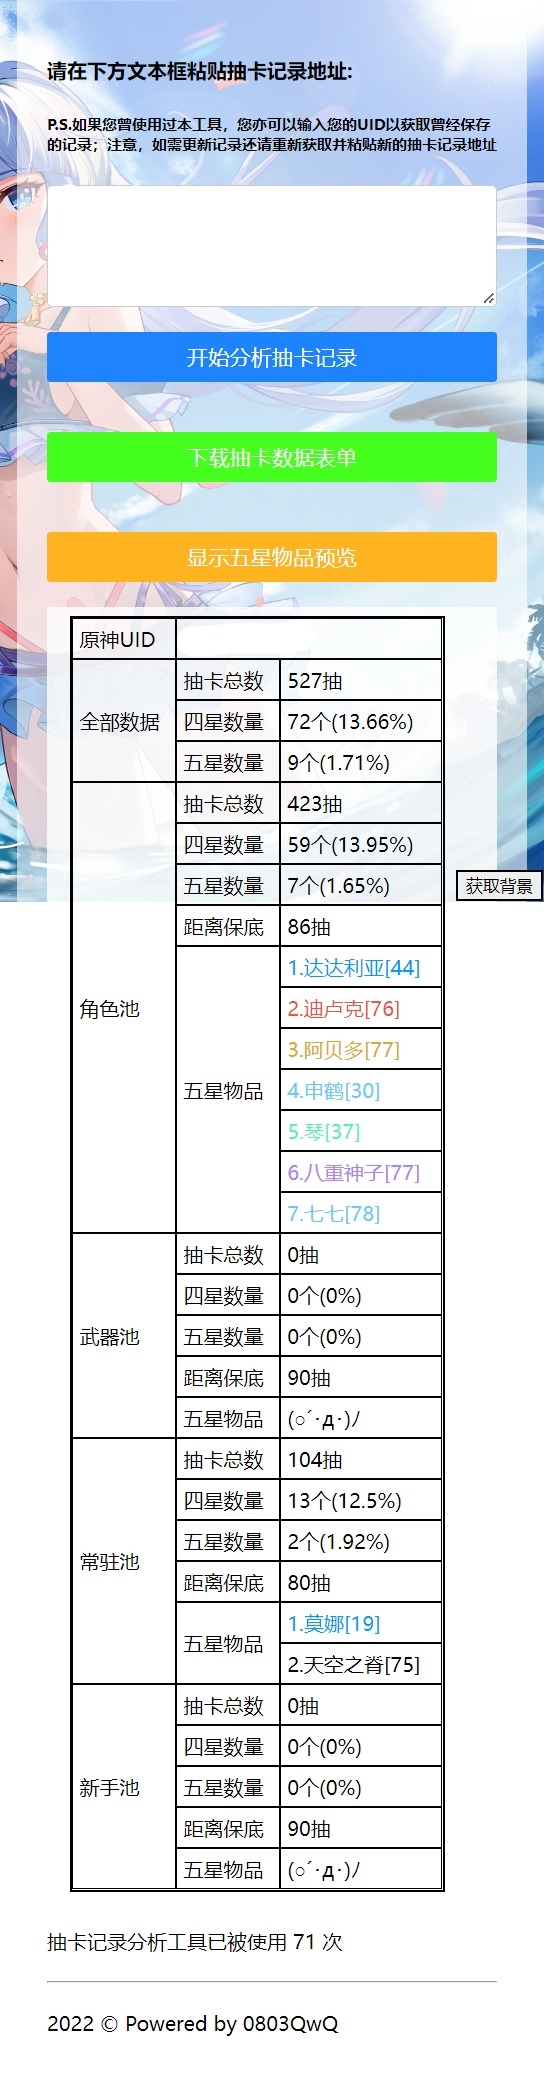 请在下方文本框粘贴抽卡记录地址:
P.S.如果您曾使用过本工具，您亦可以输入您的UID以获取曾经保存
的记录；注意，如需更新记录还请重新获取并粘贴新的抽卡记录地址
开始分析抽卡记录
下载抽卡数据表单
显示五星物品预览
原神UID
全部数据
抽卡总数 527抽
四星数量 72个(13.66%)
五星数量 9个(1.71%)
角色池
抽卡总数 423抽
四星数量 59个(13.95%)
五星数量 7个(1.65%)
获取背景
距离保底 86抽
五星物品
1.达达利亚[44]
2.迪卢克[76]
3.阿贝多[77]
4.申鹤[30]
5.琴[37]
6.八重神子[77]
7.七七[78]
武器池
抽卡总数 0抽
四星数量 0个(0%)
五星数量 0个(0%)
距离保底 90抽
五星物品 (○´･д･)ﾉ
常驻池
抽卡总数 104抽
四星数量 13个(12.5%)
五星数量 2个(1.92%)
距离保底 80抽
五星物品
1.莫娜[19]
2.天空之脊[75]
新手池
抽卡总数 0抽
四星数量 0个(0%)
五星数量 0个(0%)
距离保底 90抽
五星物品 (○´･д･)ﾉ
抽卡记录分析工具已被使用 71 次
2022 © Powered by 0803QwQ